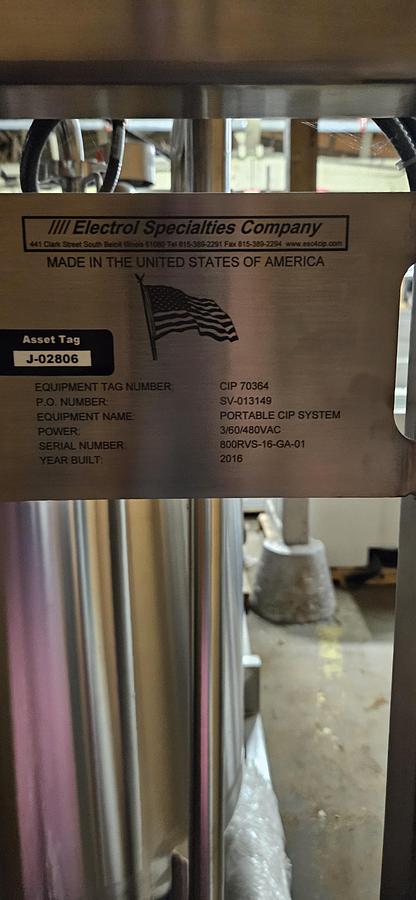 //// Electrol Specialties Company
441 Clark Street South Beloit Illinois 61080 Tel 815-389-2291 Fax 815-389-2294 www.esc4cip.com
MADE IN THE UNITED STATES OF AMERICA
Asset Tag
J-02806
EQUIPMENT TAG NUMBER: CIP 70364
P.O. NUMBER: SV-013149
EQUIPMENT NAME: PORTABLE CIP SYSTEM
POWER: 3/60/480VAC
SERIAL NUMBER: 800RVS-16-GA-01
YEAR BUILT: 2016